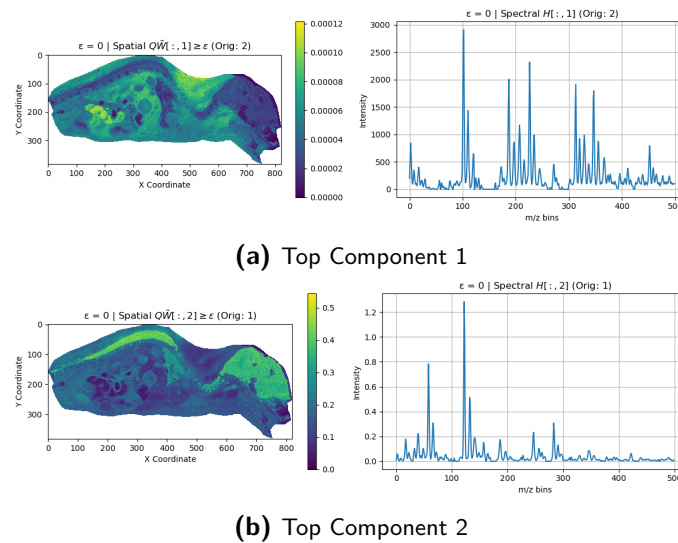 ε = 0 | Spatial QW̃[:,1] ≥ ε (Orig: 2)
0
100
200
300
Y Coordinate
0 100 200 300 400 500 600 700 800
X Coordinate
0.00012
0.00010
0.00008
0.00006
0.00004
0.00002
0.00000
ε = 0 | Spectral H[:,1] (Orig: 2)
3000
2500
2000
1500
1000
500
0
Intensity
0 100 200 300 400 500
m/z bins
(a) Top Component 1
ε = 0 | Spatial QW̃[:,2] ≥ ε (Orig: 1)
0
100
200
300
Y Coordinate
0 100 200 300 400 500 600 700 800
X Coordinate
0.5
0.4
0.3
0.2
0.1
0.0
ε = 0 | Spectral H[:,2] (Orig: 1)
1.2
1.0
0.8
0.6
0.4
0.2
0.0
Intensity
0 100 200 300 400 500
m/z bins
(b) Top Component 2